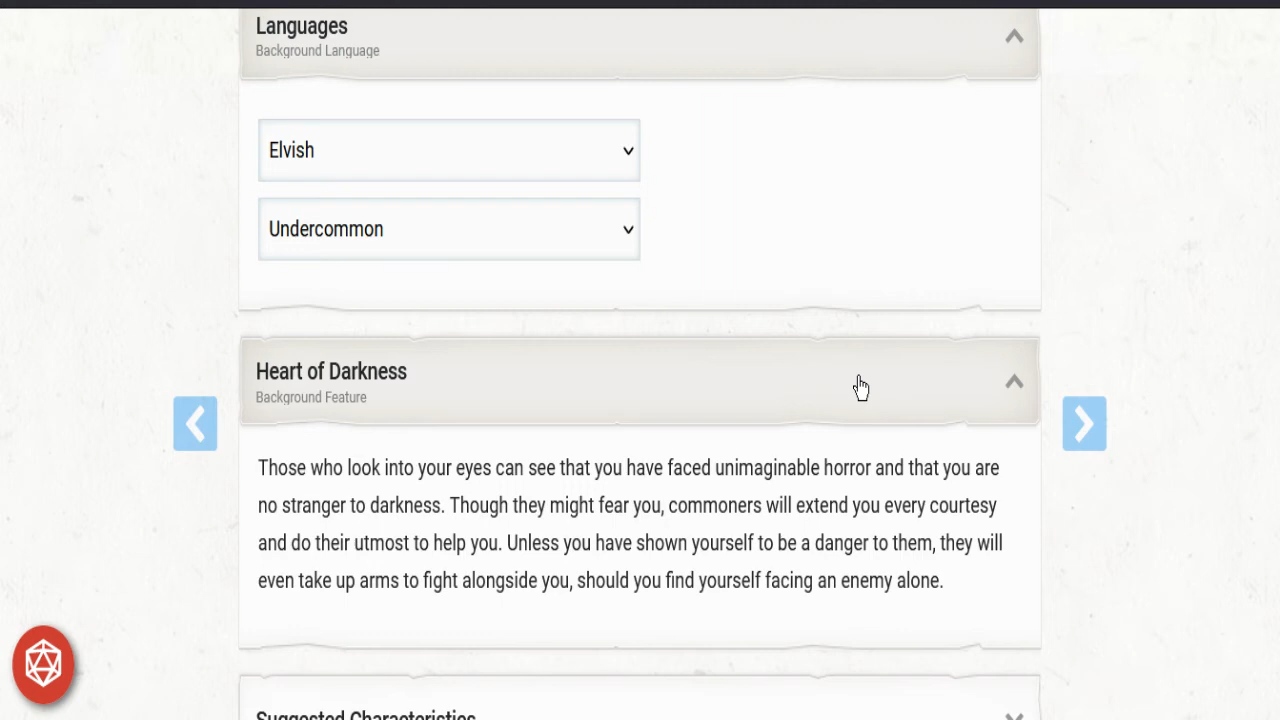 Languages
Background Language
Elvish
Undercommon
Heart of Darkness
Background Feature
Those who look into your eyes can see that you have faced unimaginable horror and that you are
no stranger to darkness. Though they might fear you, commoners will extend you every courtesy
and do their utmost to help you. Unless you have shown yourself to be a danger to them, they will
even take up arms to fight alongside you, should you find yourself facing an enemy alone.
Suggested Characteristics